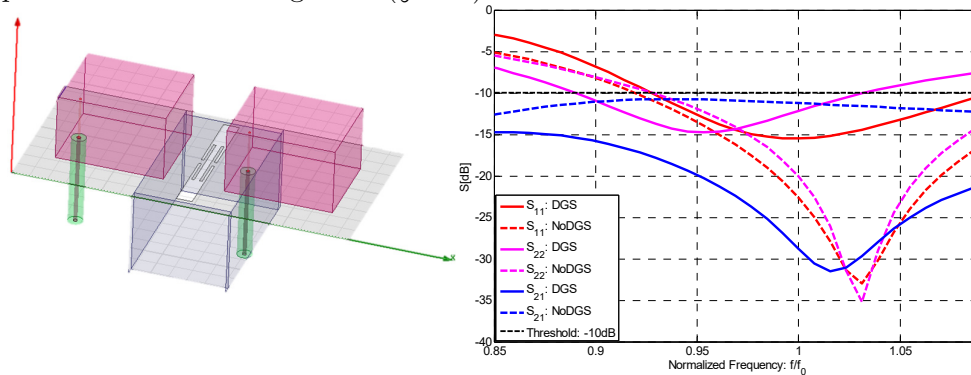 x
0
-5
-10
-15
-20
-25
-30
-35
-40
S[dB]
S11: DGS
S11: NoDGS
S22: DGS
S22: NoDGS
S21: DGS
S21: NoDGS
Threshold: -10dB
0.85
0.9
0.95
1
1.05
Normalized Frequency: f/f0